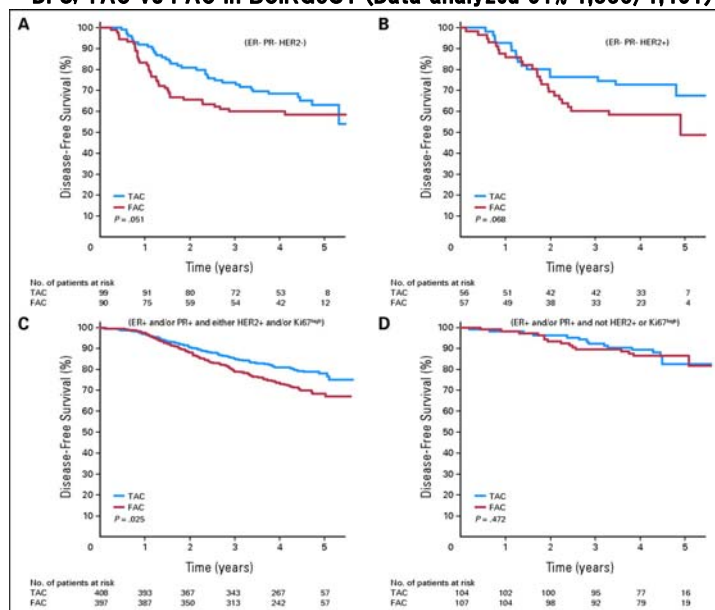 TAC vs FAC in BCIRG001 (Data analyzed 91%
A
(ER- PR- HER2-)
Disease-Free Survival (%)
100
90
80
70
60
50
40
30
20
10
TAC
FAC
P = .051
0 1 2 3 4 5
Time (years)
No. of patients at risk
TAC 99 91 80 72 53 8
FAC 90 75 59 54 42 12
B
(ER- PR- HER2+)
Disease-Free Survival (%)
100
90
80
70
60
50
40
30
20
10
TAC
FAC
P = .068
0 1 2 3 4 5
Time (years)
No. of patients at risk
TAC 56 51 42 42 33 7
FAC 57 49 38 33 23 4
C
(ER+ and/or PR+ and either HER2+ and/or Ki67high)
Disease-Free Survival (%)
100
90
80
70
60
50
40
30
20
10
TAC
FAC
P = .025
0 1 2 3 4 5
Time (years)
No. of patients at risk
TAC 408 393 367 343 267 57
FAC 397 387 350 313 242 57
D
(ER+ and/or PR+ and not HER2+ or Ki67high)
Disease-Free Survival (%)
100
90
80
70
60
50
40
30
20
10
TAC
FAC
P = .472
0 1 2 3 4 5
Time (years)
No. of patients at risk
TAC 104 102 100 95 77 16
FAC 107 104 98 92 79 19